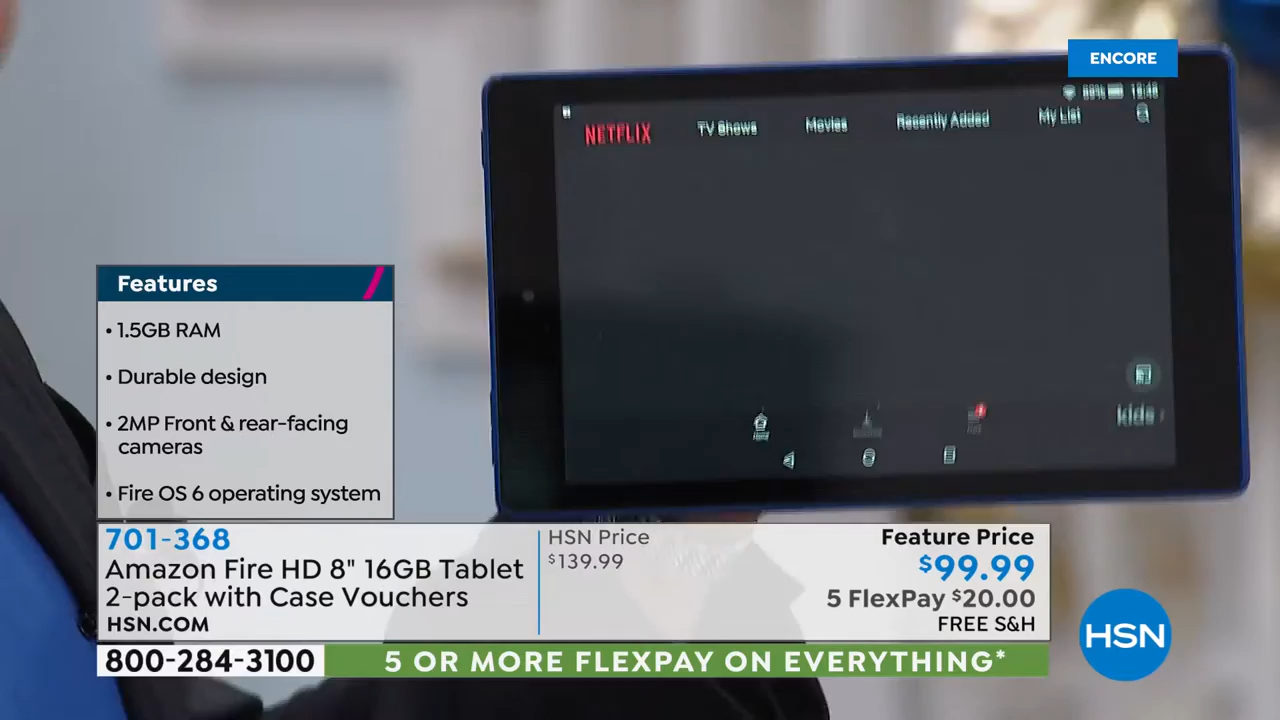 ENCORE
88%
NETFLIX
TV Shows
Movies
Recently Added
My List
kids
Features
• 1.5GB RAM
• Durable design
• 2MP Front & rear-facing
cameras
• Fire OS 6 operating system
701-368
Amazon Fire HD 8" 16GB Tablet
2-pack with Case Vouchers
HSN.COM
HSN Price
$139.99
Feature Price
$99.99
5 FlexPay $20.00
FREE S&H
HSN
800-284-3100
5 OR MORE FLEXPAY ON EVERYTHING*